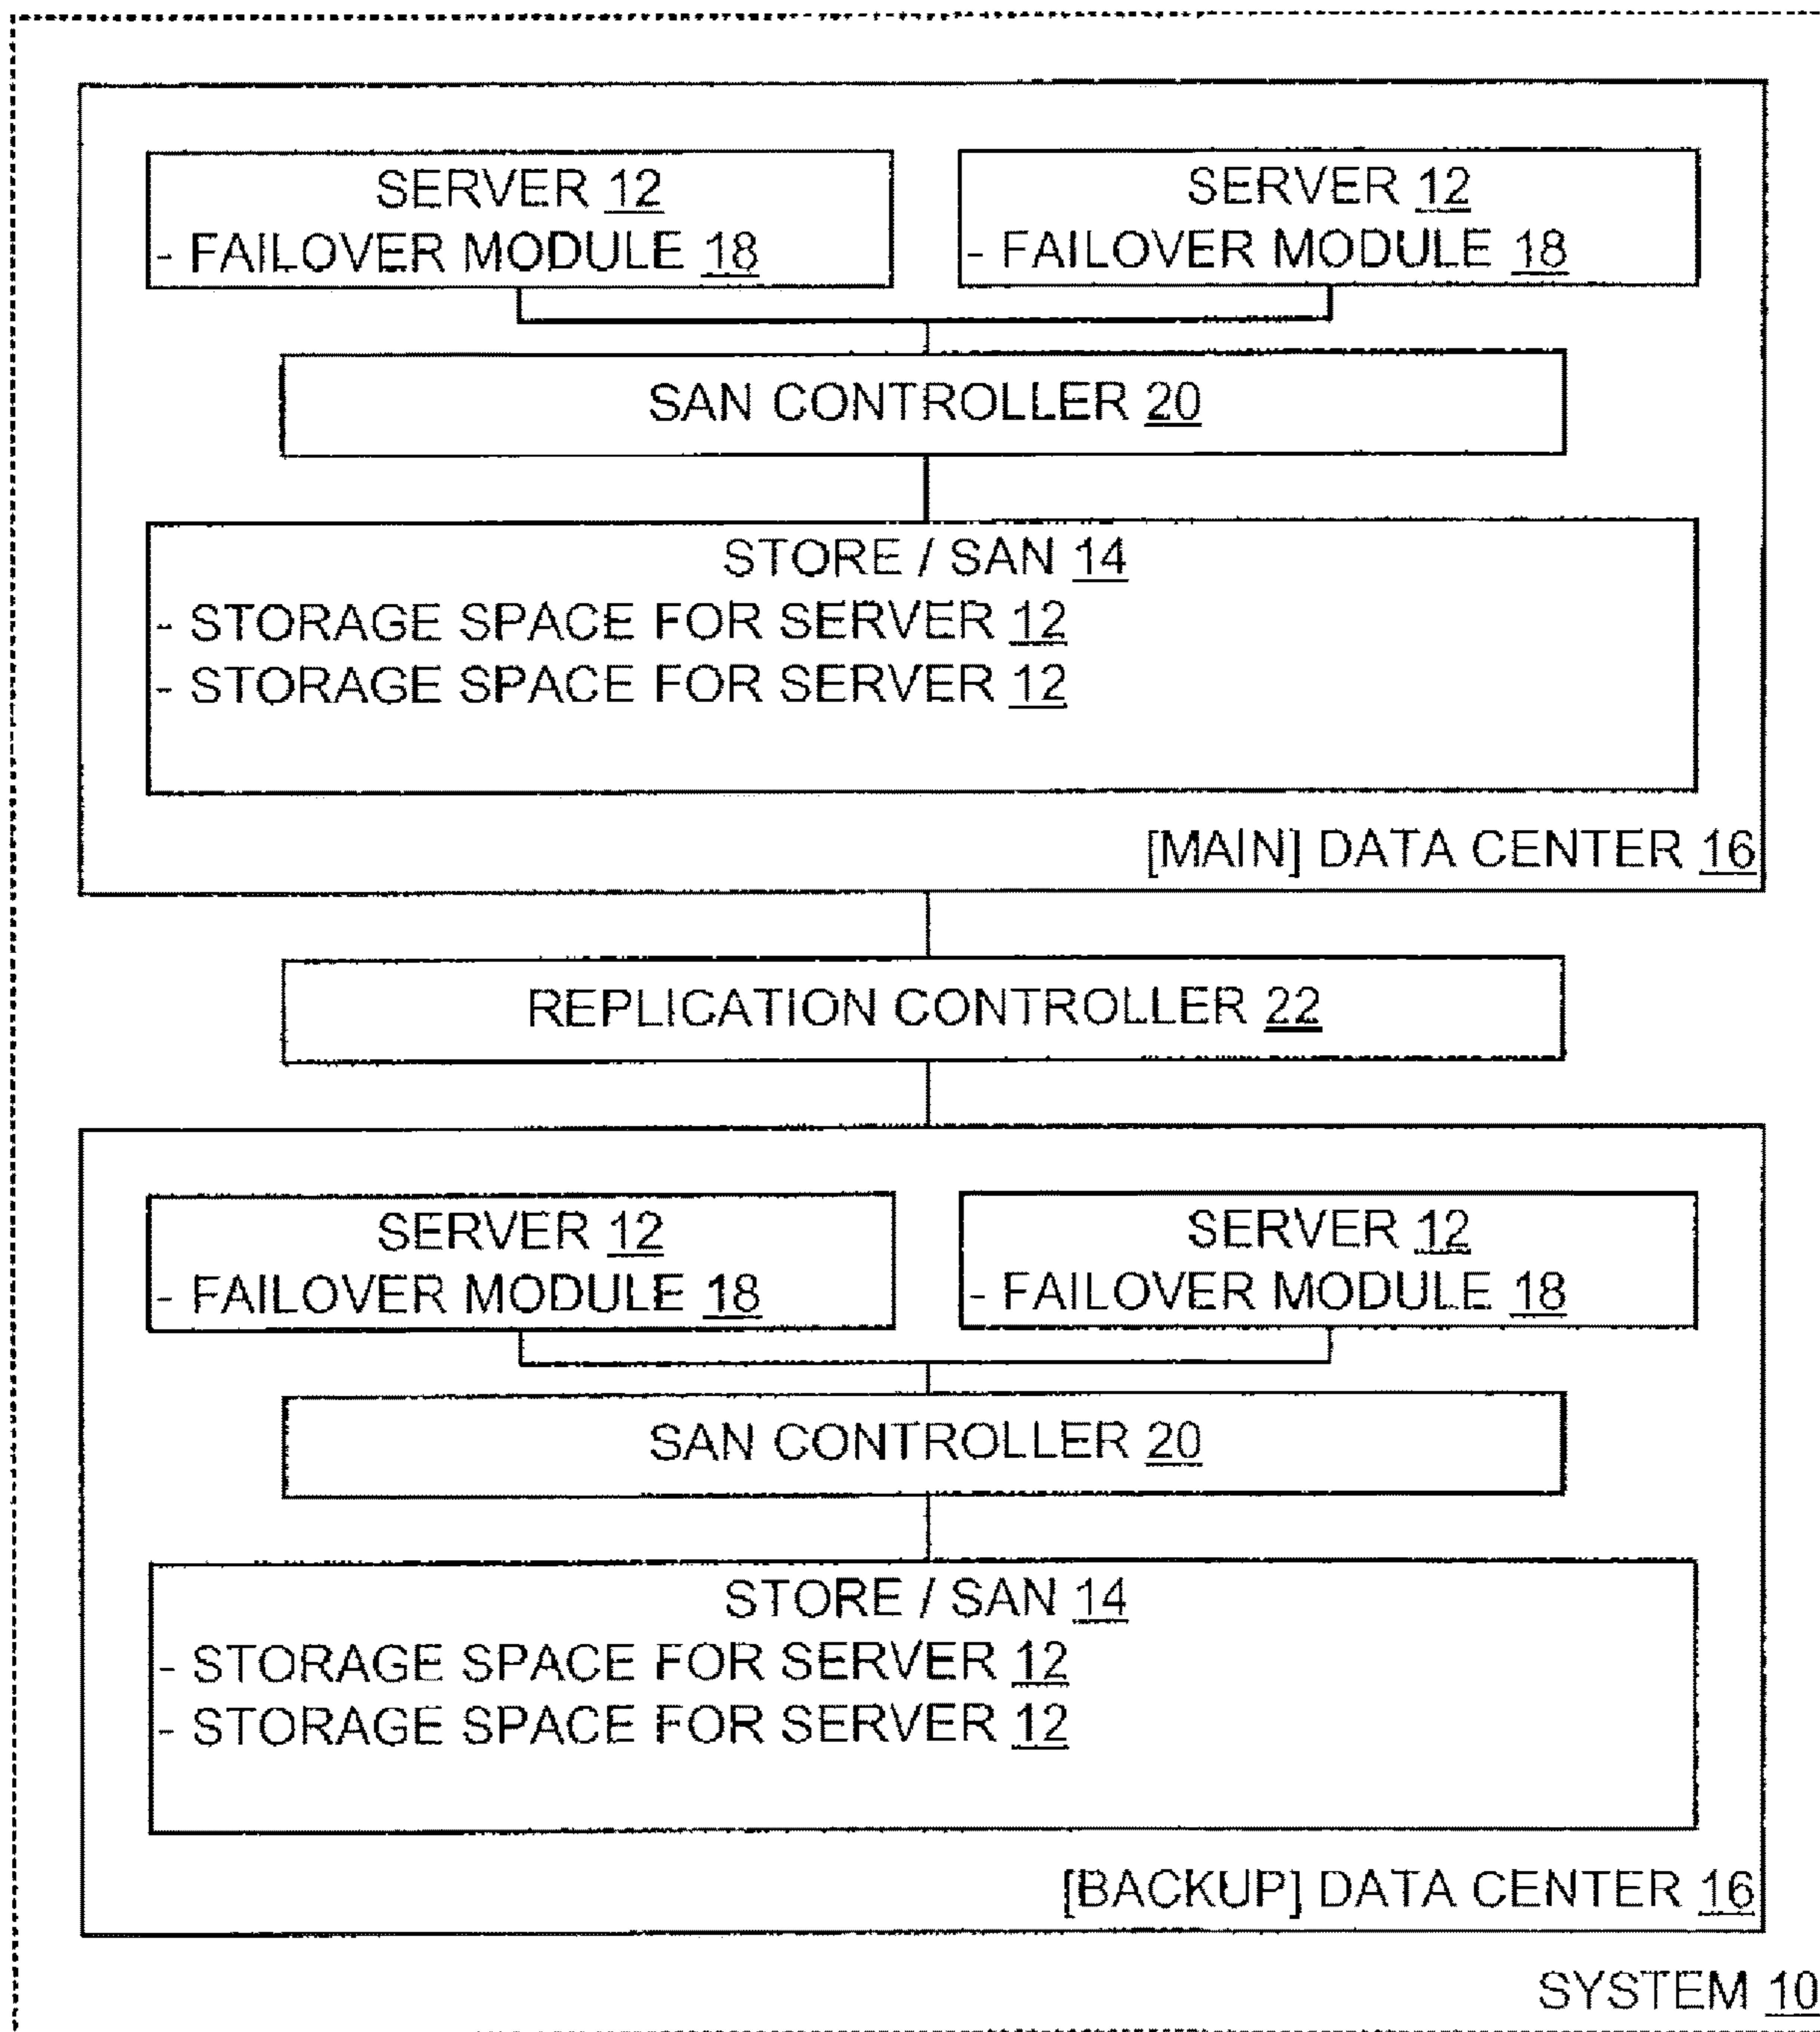 SERVER 12
- FAILOVER MODULE 18
SERVER 12
- FAILOVER MODULE 18
SAN CONTROLLER 20
STORE / SAN 14
- STORAGE SPACE FOR SERVER 12
- STORAGE SPACE FOR SERVER 12
[MAIN] DATA CENTER 16
REPLICATION CONTROLLER 22
SERVER 12
- FAILOVER MODULE 18
SERVER 12
- FAILOVER MODULE 18
SAN CONTROLLER 20
STORE / SAN 14
- STORAGE SPACE FOR SERVER 12
- STORAGE SPACE FOR SERVER 12
[BACKUP] DATA CENTER 16
SYSTEM 10